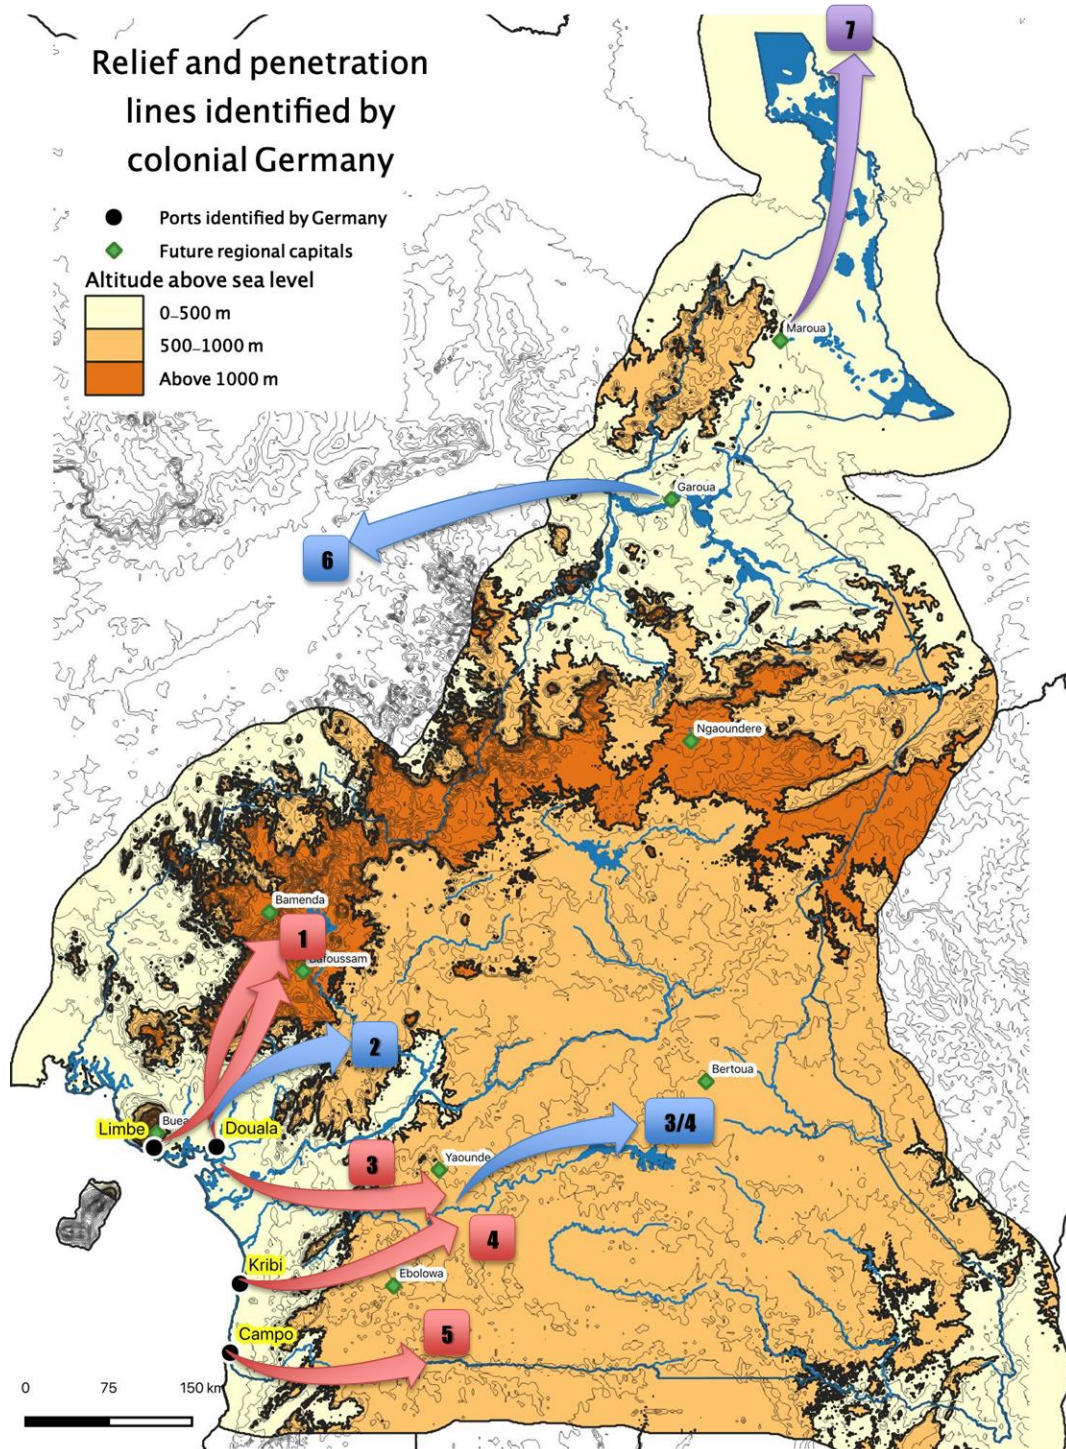 Relief and penetration
lines identified by
colonial Germany
Ports identified by Germany
Future regional capitals
Altitude above sea level
0–500 m
500–1000 m
Above 1000 m
7
Maroua
Garoua
6
Ngaoundere
Bamenda
1
2
Bertoua
3/4
Limbe
Douala
3
Yaounde
4
Kribi
Ebolowa
Campo
5
0 75 150 km